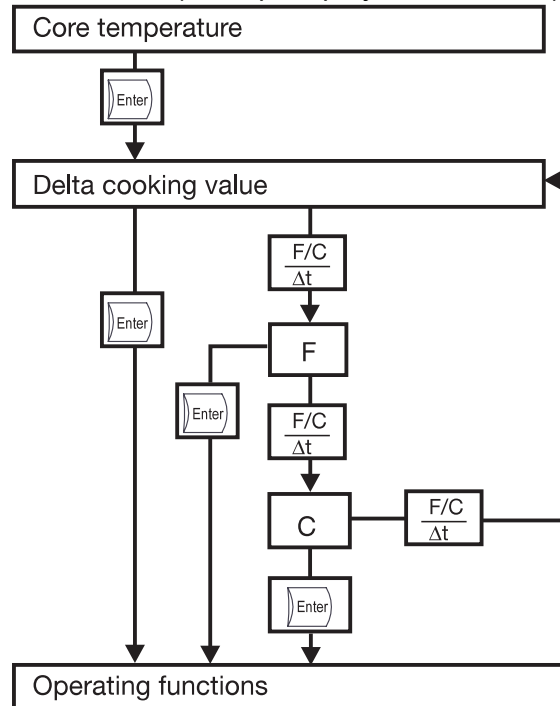 Core temperature
Enter
Delta cooking value
F/C
Δt
Enter
F
Enter
F/C
Δt
C
F/C
Δt
Enter
Operating functions